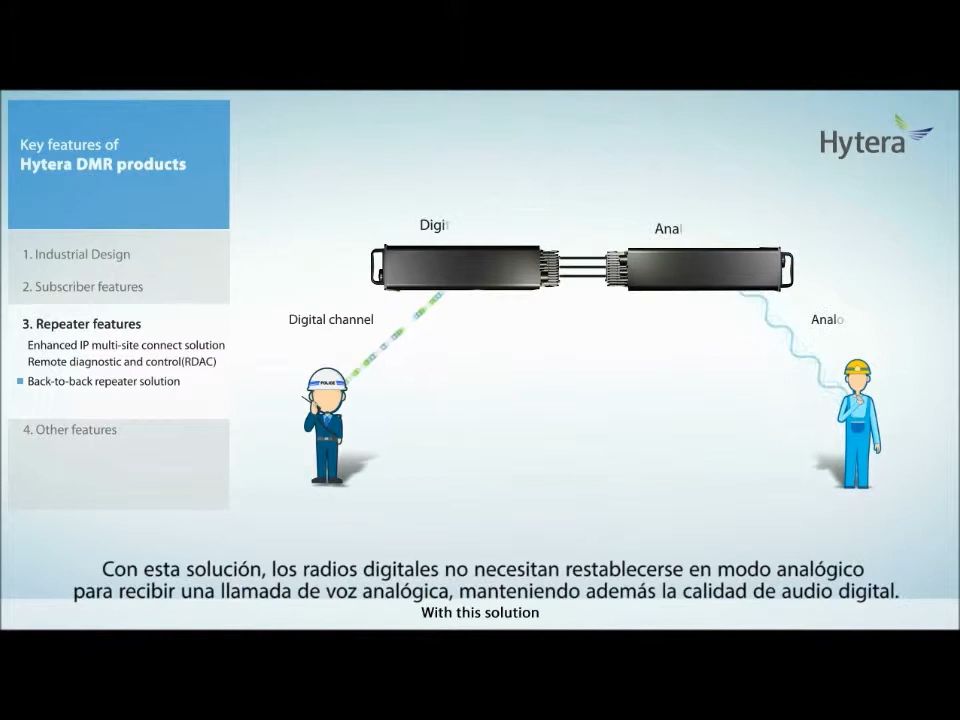 Key features of
Hytera DMR products
Hytera
1. Industrial Design
2. Subscriber features
3. Repeater features
Enhanced IP multi-site connect solution
Remote diagnostic and control(RDAC)
Back-to-back repeater solution
4. Other features
Digit
Anal
Digital channel
Analo
POLICE
Con esta solución, los radios digitales no necesitan restablecerse en modo analógico
para recibir una llamada de voz analógica, manteniendo además la calidad de audio digital.
With this solution